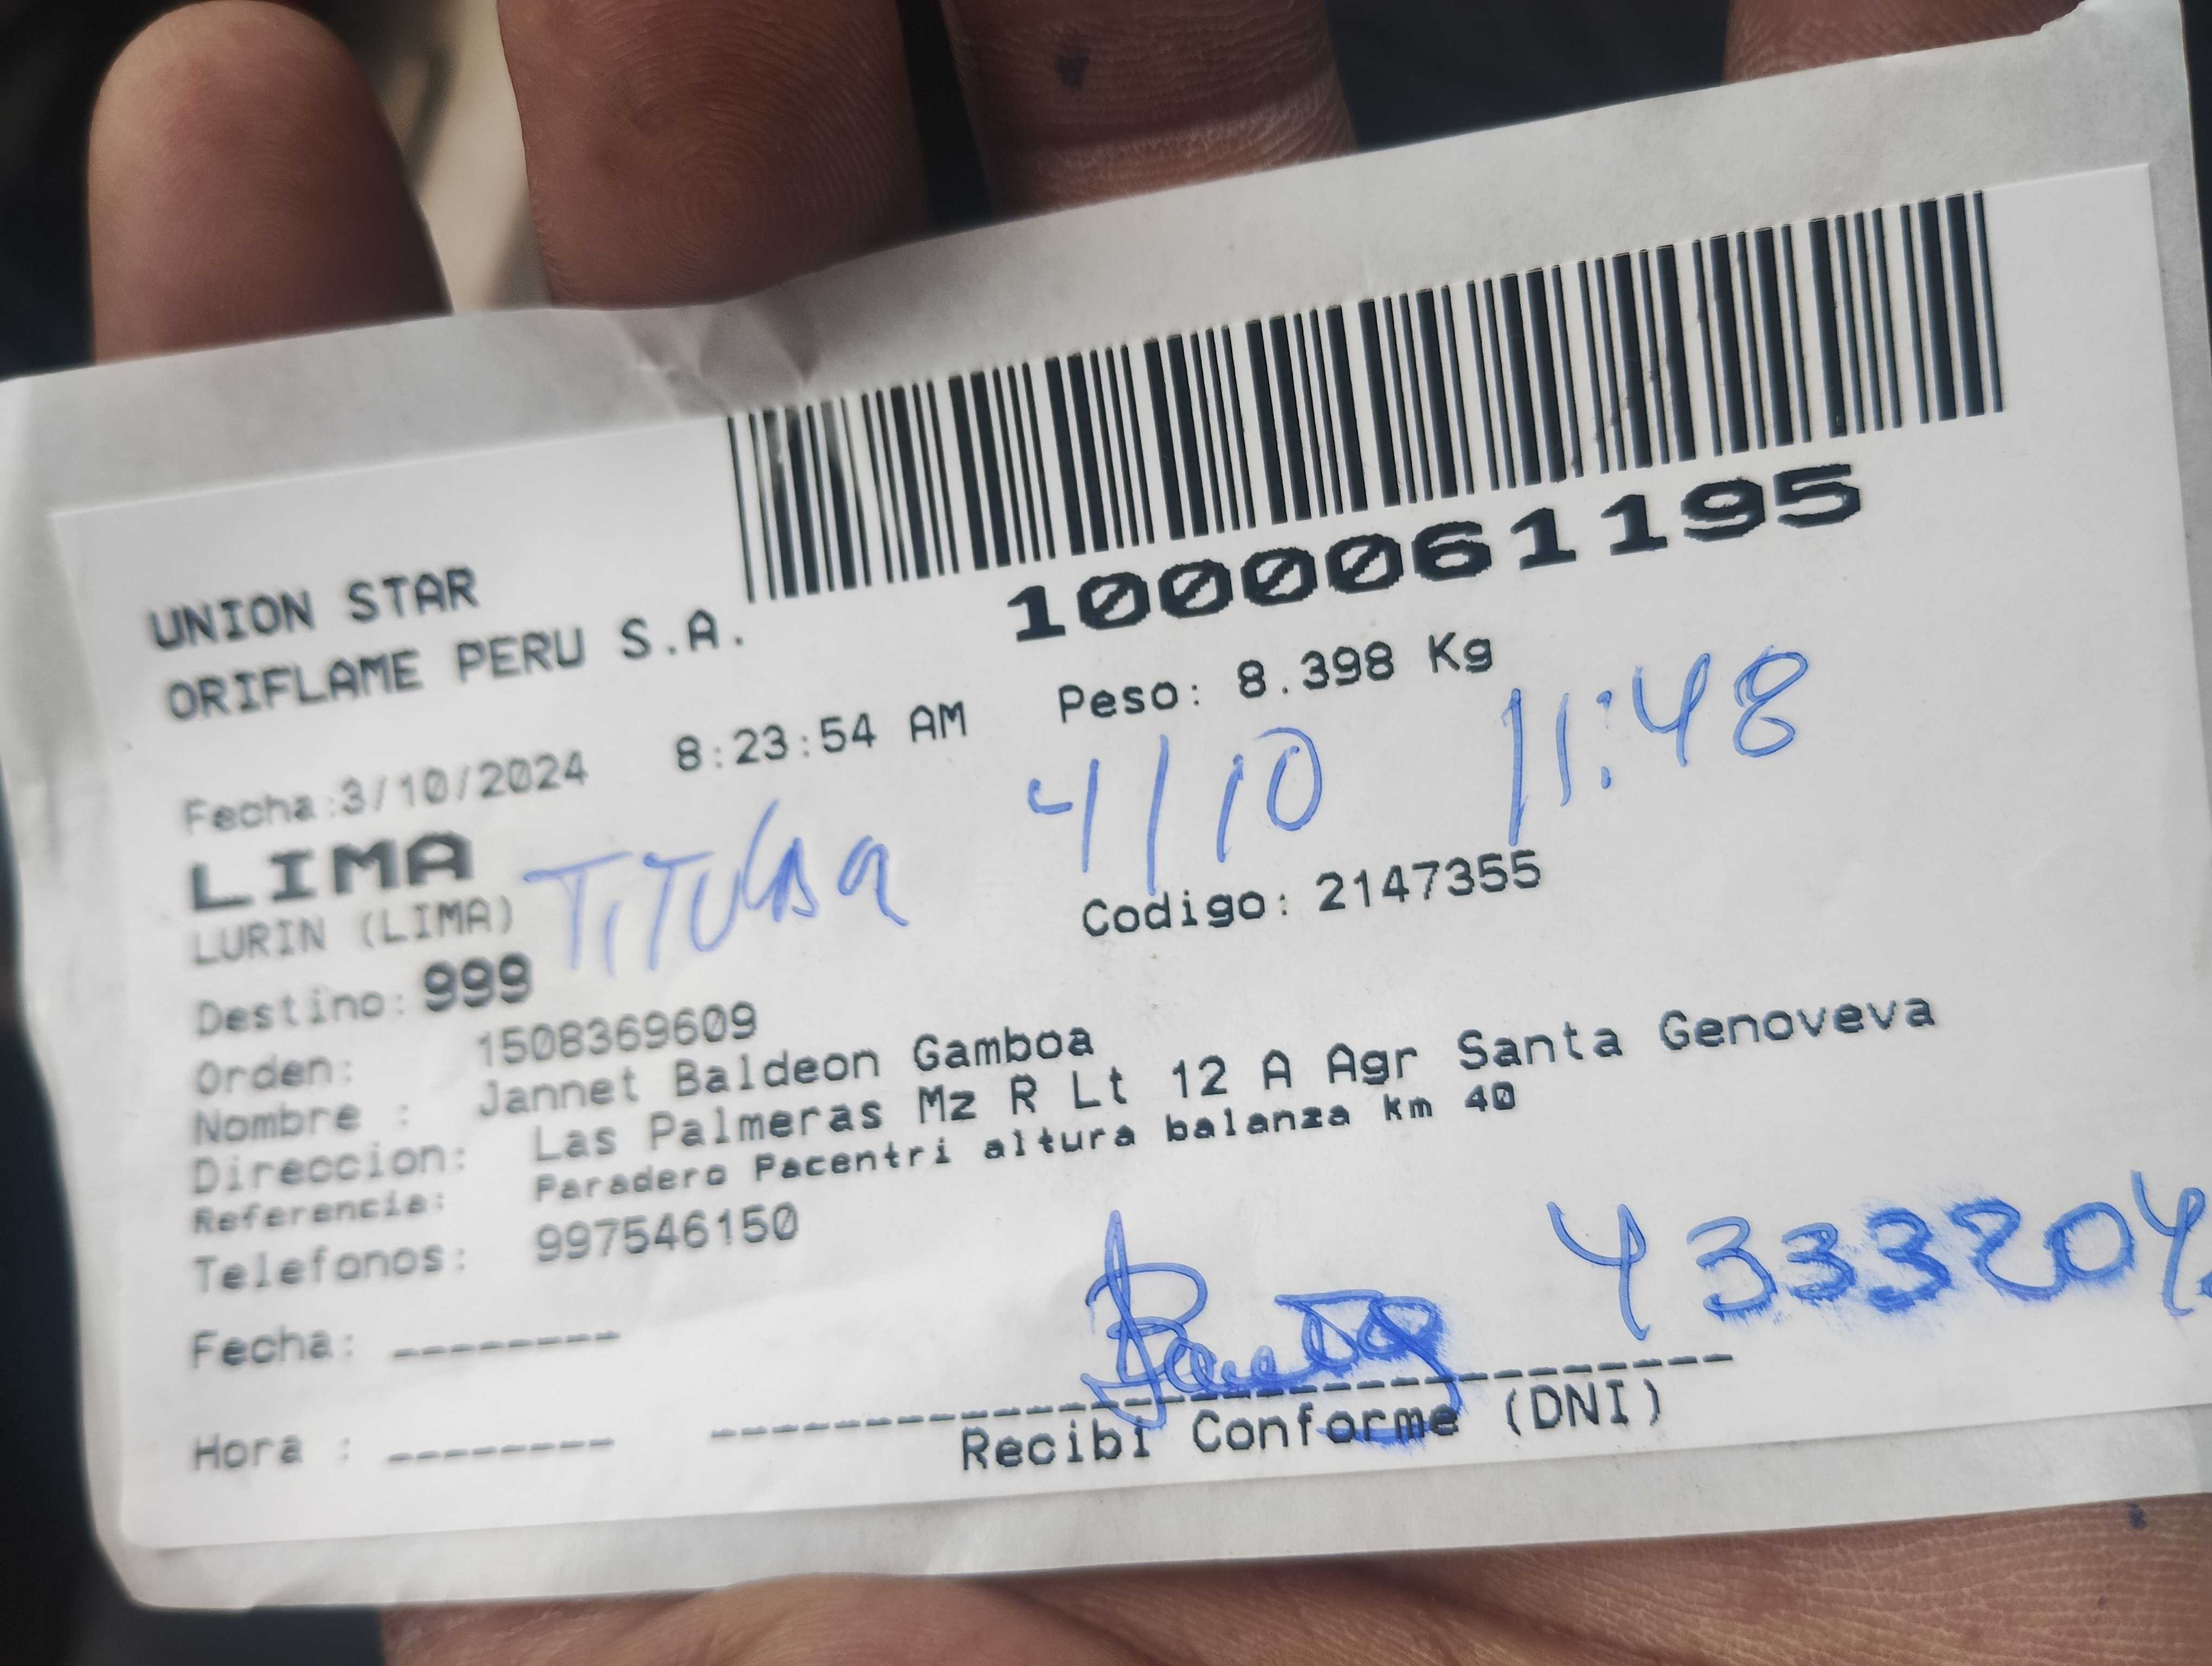 1000061195
UNION STAR
ORIFLAME PERU S.A.
Peso: 8.398 Kg
Fecha:3/10/2024 8:23:54 AM
4/10 11:48
LIMA
LURIN (LIMA)
Codigo: 2147355
Destino: 999
Orden: 1508369609
Nombre : Jannet Baldeon Gamboa
Direccion: Las Palmeras Mz R Lt 12 A Agr Santa Genoveva
Referencia: Paradero Pacentri altura balanza km 40
Telefonos: 997546150
4333204
Fecha: --------
Hora : --------
Recibi Conforme (DNI)